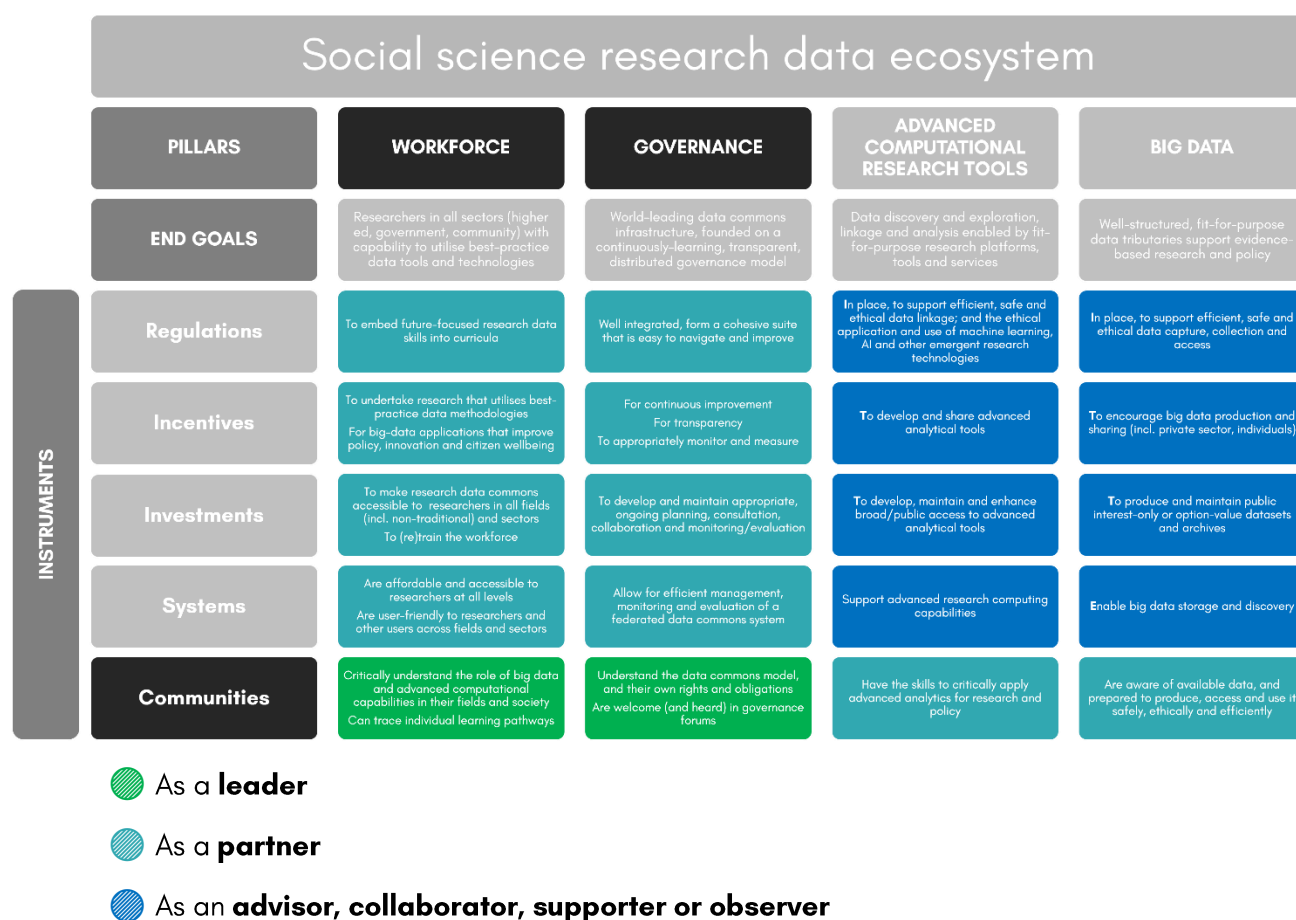 Social science research data ecosystem
PILLARS
WORKFORCE
GOVERNANCE
ADVANCED
COMPUTATIONAL
RESEARCH TOOLS
BIG DATA
END GOALS
Researchers in all sectors (higher
ed, government, community) with
capability to utilise best-practice
data tools and technologies
World-leading data commons
infrastructure, founded on a
continuously-learning, transparent,
distributed governance model
Data discovery and exploration,
linkage and analysis enabled by fit-
for-purpose research platforms,
tools and services
Well-structured, fit-for-purpose
data tributaries support evidence-
based research and policy
INSTRUMENTS
Regulations
To embed future-focused research data
skills into curricula
Well integrated, form a cohesive suite
that is easy to navigate and improve
In place, to support efficient, safe and
ethical data linkage; and the ethical
application and use of machine learning,
AI and other emergent research
technologies
In place, to support efficient, safe and
ethical data capture, collection and
access
Incentives
To undertake research that utilises best-
practice data methodologies
For big-data applications that improve
policy, innovation and citizen wellbeing
For continuous improvement
For transparency
To appropriately monitor and measure
To develop and share advanced
analytical tools
To encourage big data production and
sharing (incl. private sector, individuals)
Investments
To make research data commons
accessible to researchers in all fields
(incl. non-traditional) and sectors
To (re)train the workforce
To develop and maintain appropriate,
ongoing planning, consultation,
collaboration and monitoring/evaluation
To develop, maintain and enhance
broad/public access to advanced
analytical tools
To produce and maintain public
interest-only or option-value datasets
and archives
Systems
Are affordable and accessible to
researchers at all levels
Are user-friendly to researchers and
other users across fields and sectors
Allow for efficient management,
monitoring and evaluation of a
federated data commons system
Support advanced research computing
capabilities
Enable big data storage and discovery
Communities
Critically understand the role of big data
and advanced computational
capabilities in their fields and society
Can trace individual learning pathways
Understand the data commons model,
and their own rights and obligations
Are welcome (and heard) in governance
forums
Have the skills to critically apply
advanced analytics for research and
policy
Are aware of available data, and
prepared to produce, access and use it
safely, ethically and efficiently
As a leader
As a partner
As an advisor, collaborator, supporter or observer